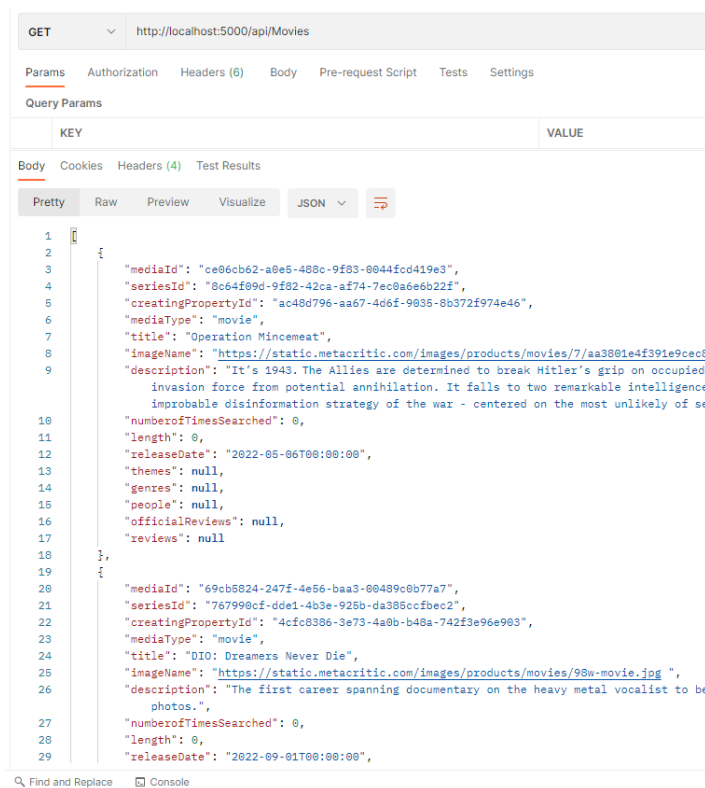 GET http://localhost:5000/api/Movies
Params Authorization Headers (6) Body Pre-request Script Tests Settings
Query Params
KEY VALUE
Body Cookies Headers (4) Test Results
Pretty Raw Preview Visualize JSON
1 [
2 {
3 "mediaId": "ce06cb62-a0e5-488c-9f83-0044fcd419e3",
4 "seriesId": "8c64f09d-9f82-42ca-af74-7ec0a6e6b22f",
5 "creatingPropertyId": "ac48d796-aa67-4d6f-9035-8b372f974e46",
6 "mediaType": "movie",
7 "title": "Operation Mincemeat",
8 "imageName": "https://static.metacritic.com/images/products/movies/7/aa3801e4f391e9cec8
9 "description": "It's 1943. The Allies are determined to break Hitler's grip on occupied
invasion force from potential annihilation. It falls to two remarkable intelligence
improbable disinformation strategy of the war - centered on the most unlikely of se
10 "numberofTimesSearched": 0,
11 "length": 0,
12 "releaseDate": "2022-05-06T00:00:00",
13 "themes": null,
14 "genres": null,
15 "people": null,
16 "officialReviews": null,
17 "reviews": null
18 },
19 {
20 "mediaId": "69cb5824-247f-4e56-baa3-00489c0b77a7",
21 "seriesId": "767990cf-dde1-4b3e-925b-da385ccfbec2",
22 "creatingPropertyId": "4cfc8386-3e73-4a0b-b48a-742f3e96e903",
23 "mediaType": "movie",
24 "title": "DIO: Dreamers Never Die",
25 "imageName": "https://static.metacritic.com/images/products/movies/98w-movie.jpg ",
26 "description": "The first career spanning documentary on the heavy metal vocalist to be
photos.",
27 "numberofTimesSearched": 0,
28 "length": 0,
29 "releaseDate": "2022-09-01T00:00:00",
Find and Replace Console